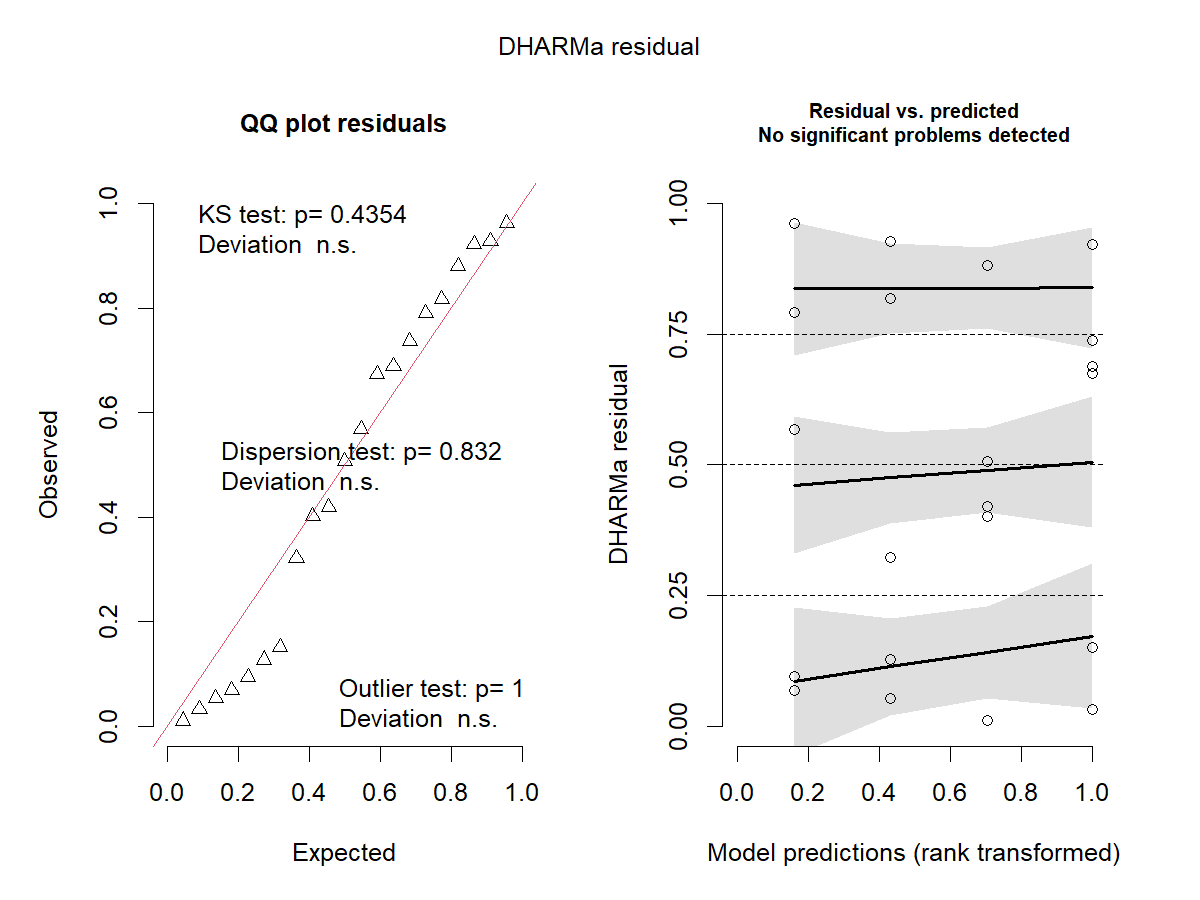 DHARMa residual
QQ plot residuals
KS test: p= 0.4354
Deviation  n.s.
Dispersion test: p= 0.832
Deviation  n.s.
Outlier test: p= 1
Deviation  n.s.
Observed
0.0
0.2
0.4
0.6
0.8
1.0
0.0 0.2 0.4 0.6 0.8 1.0
Expected
Residual vs. predicted
No significant problems detected
DHARMa residual
0.00
0.25
0.50
0.75
1.00
0.0 0.2 0.4 0.6 0.8 1.0
Model predictions (rank transformed)